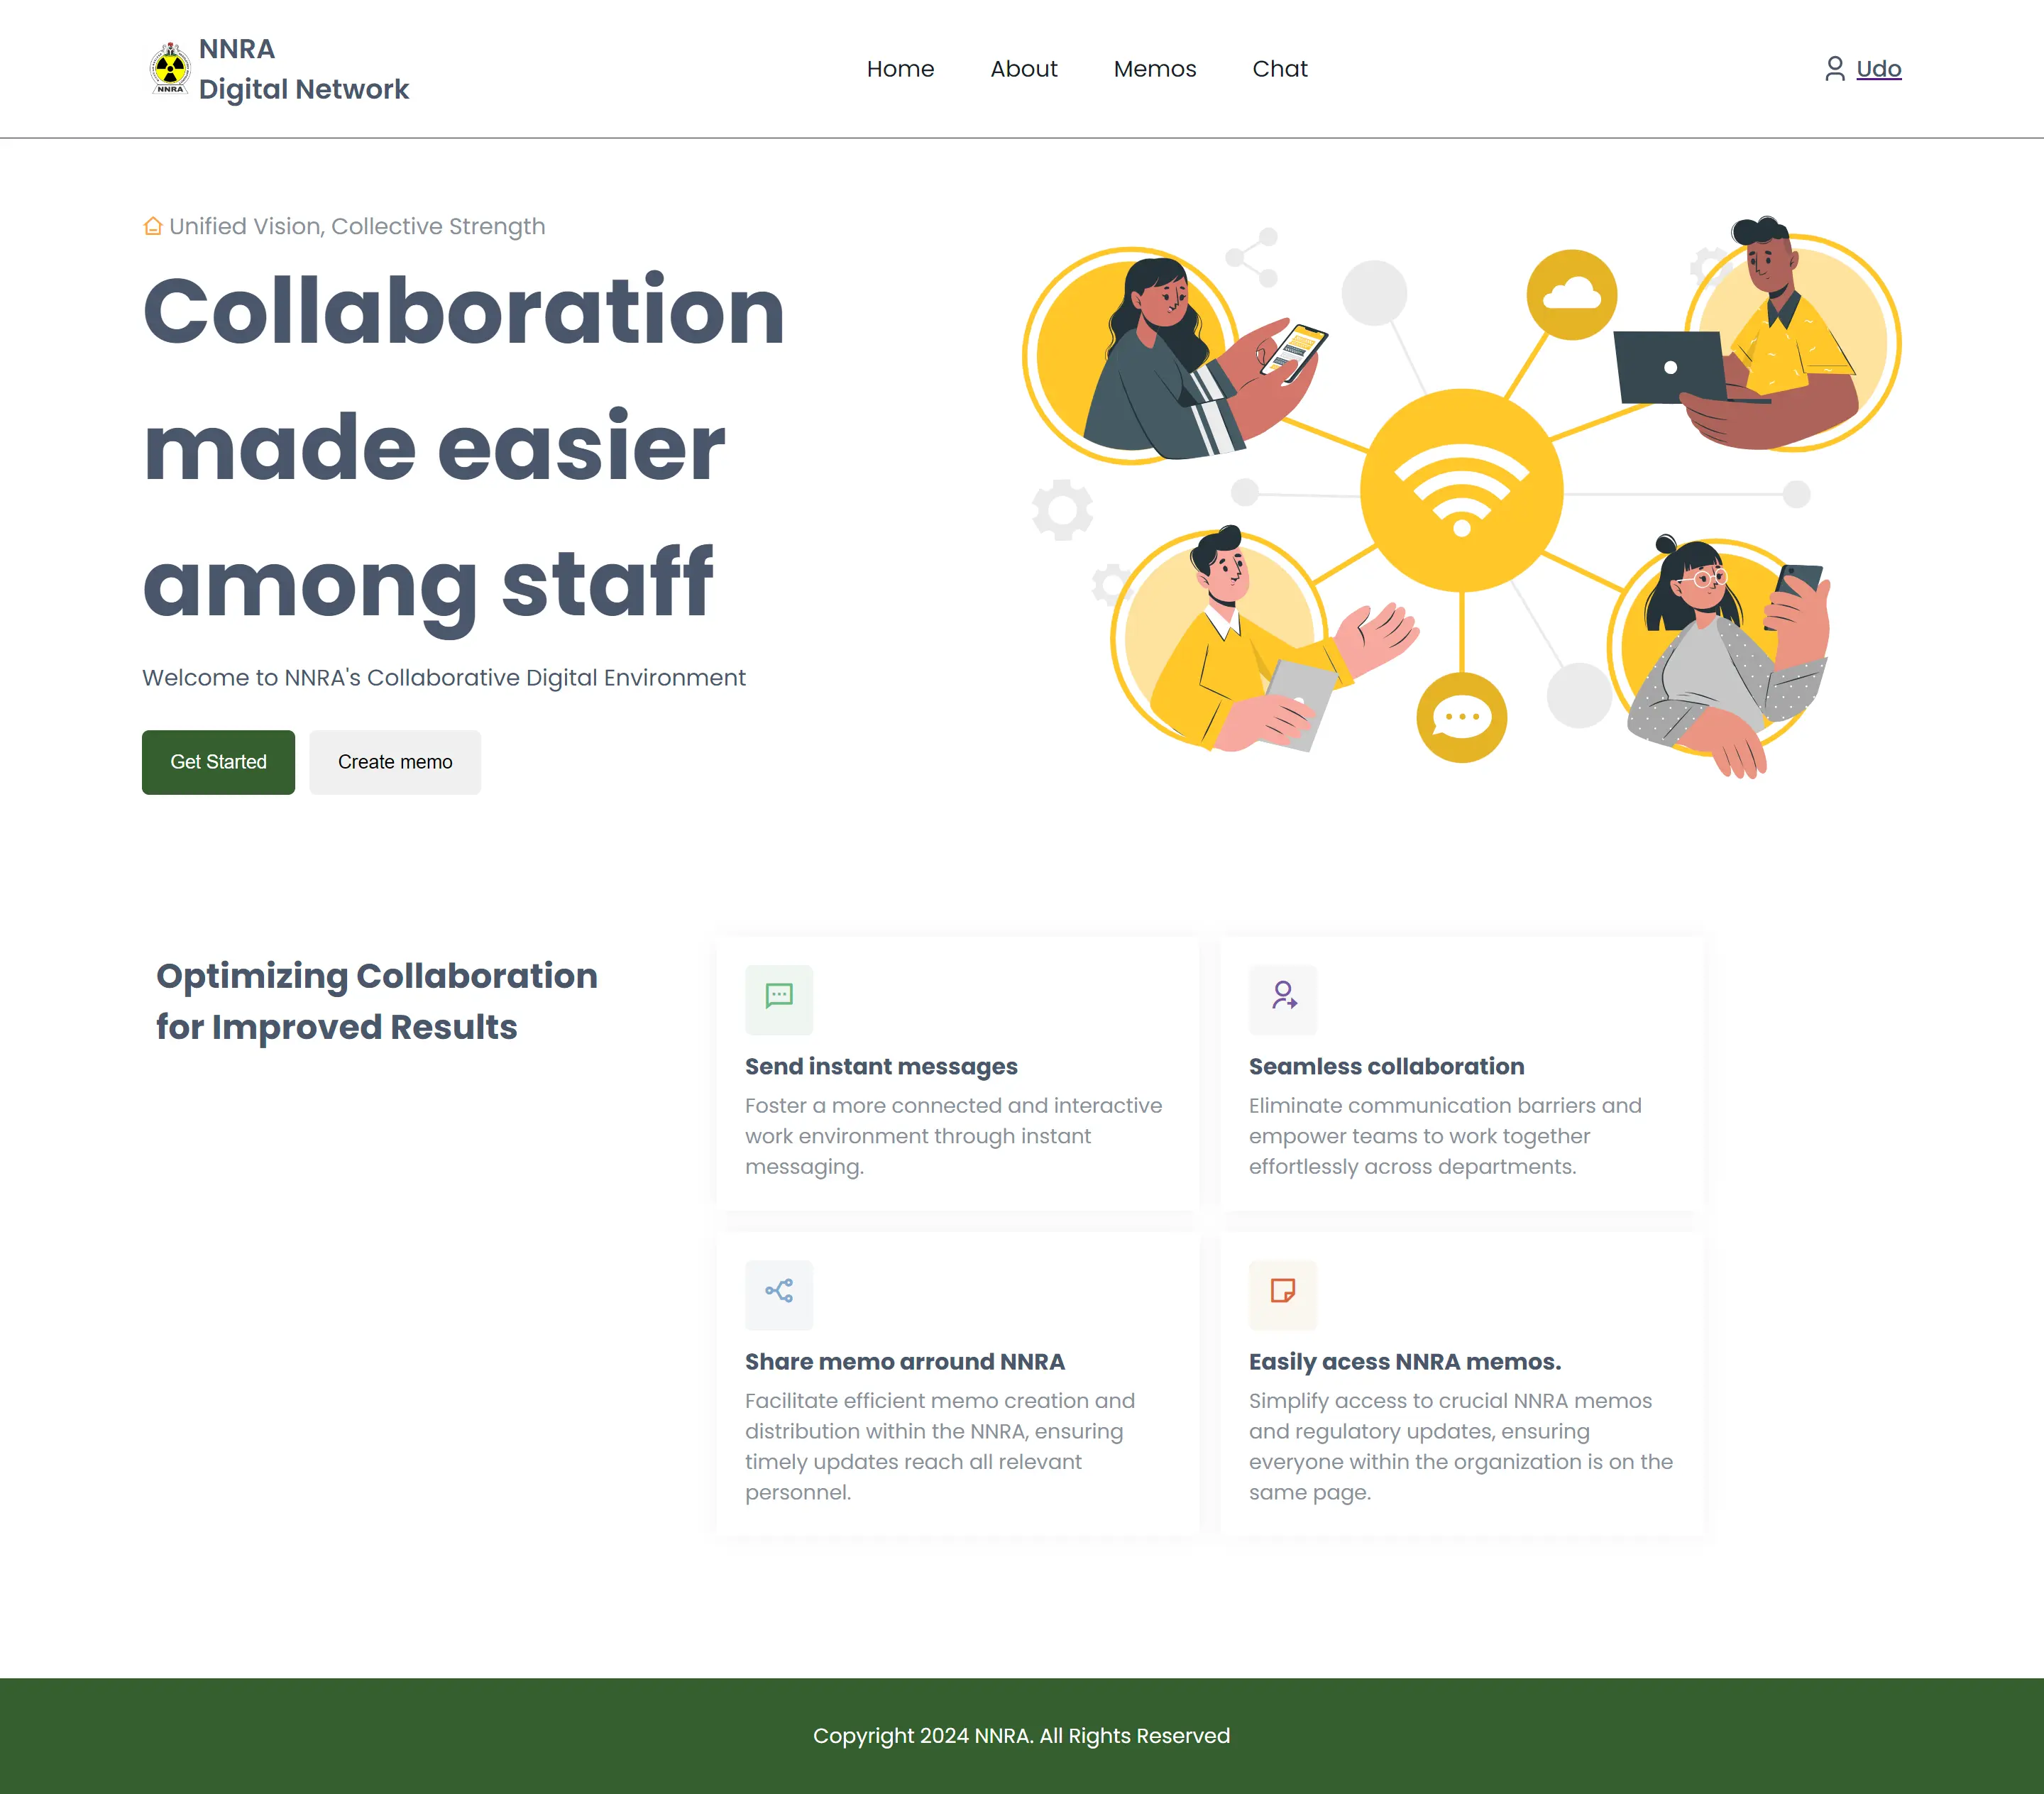 NNRA
Digital Network
NNRA
Home
About
Memos
Chat
Udo
Unified Vision, Collective Strength
Collaboration
made easier
among staff
Welcome to NNRA's Collaborative Digital Environment
Get Started
Create memo
Optimizing Collaboration
for Improved Results
Send instant messages
Foster a more connected and interactive
work environment through instant
messaging.
Seamless collaboration
Eliminate communication barriers and
empower teams to work together
effortlessly across departments.
Share memo arround NNRA
Facilitate efficient memo creation and
distribution within the NNRA, ensuring
timely updates reach all relevant
personnel.
Easily acess NNRA memos.
Simplify access to crucial NNRA memos
and regulatory updates, ensuring
everyone within the organization is on the
same page.
Copyright 2024 NNRA. All Rights Reserved